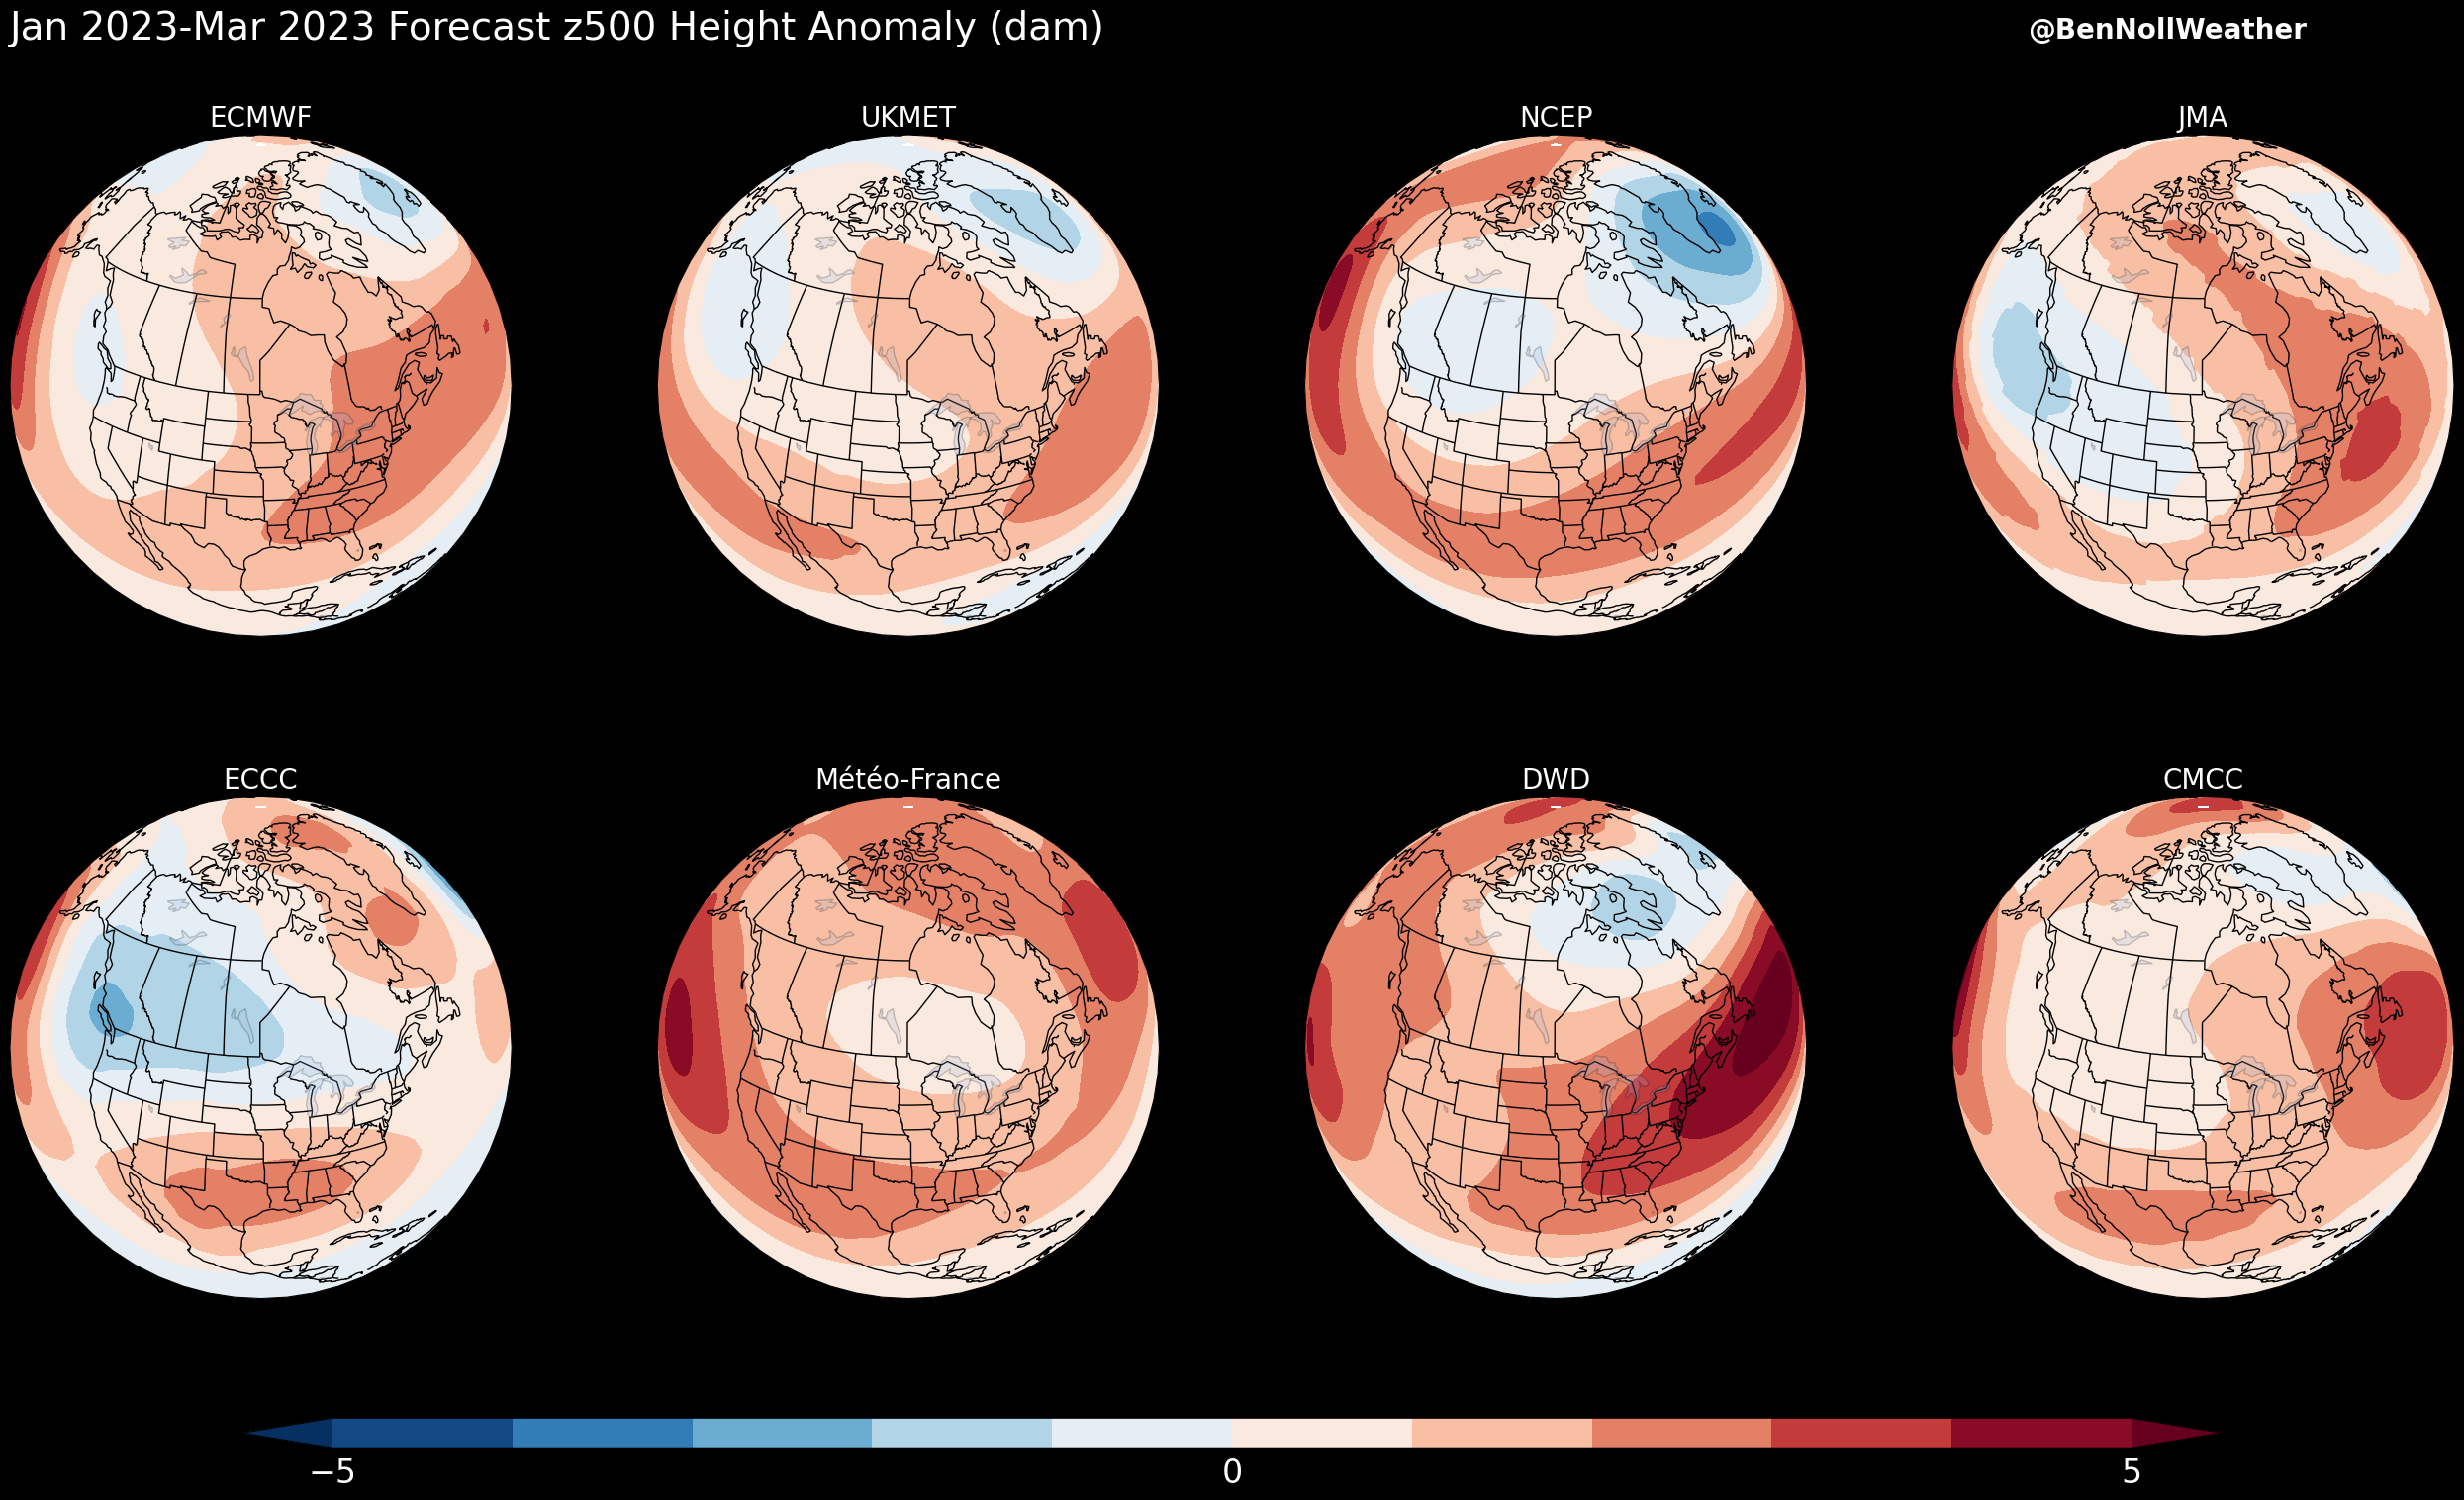 Jan 2023-Mar 2023 Forecast z500 Height Anomaly (dam)
@BenNollWeather
ECMWF
UKMET
NCEP
JMA
ECCC
Météo-France
DWD
CMCC
−5
0
5